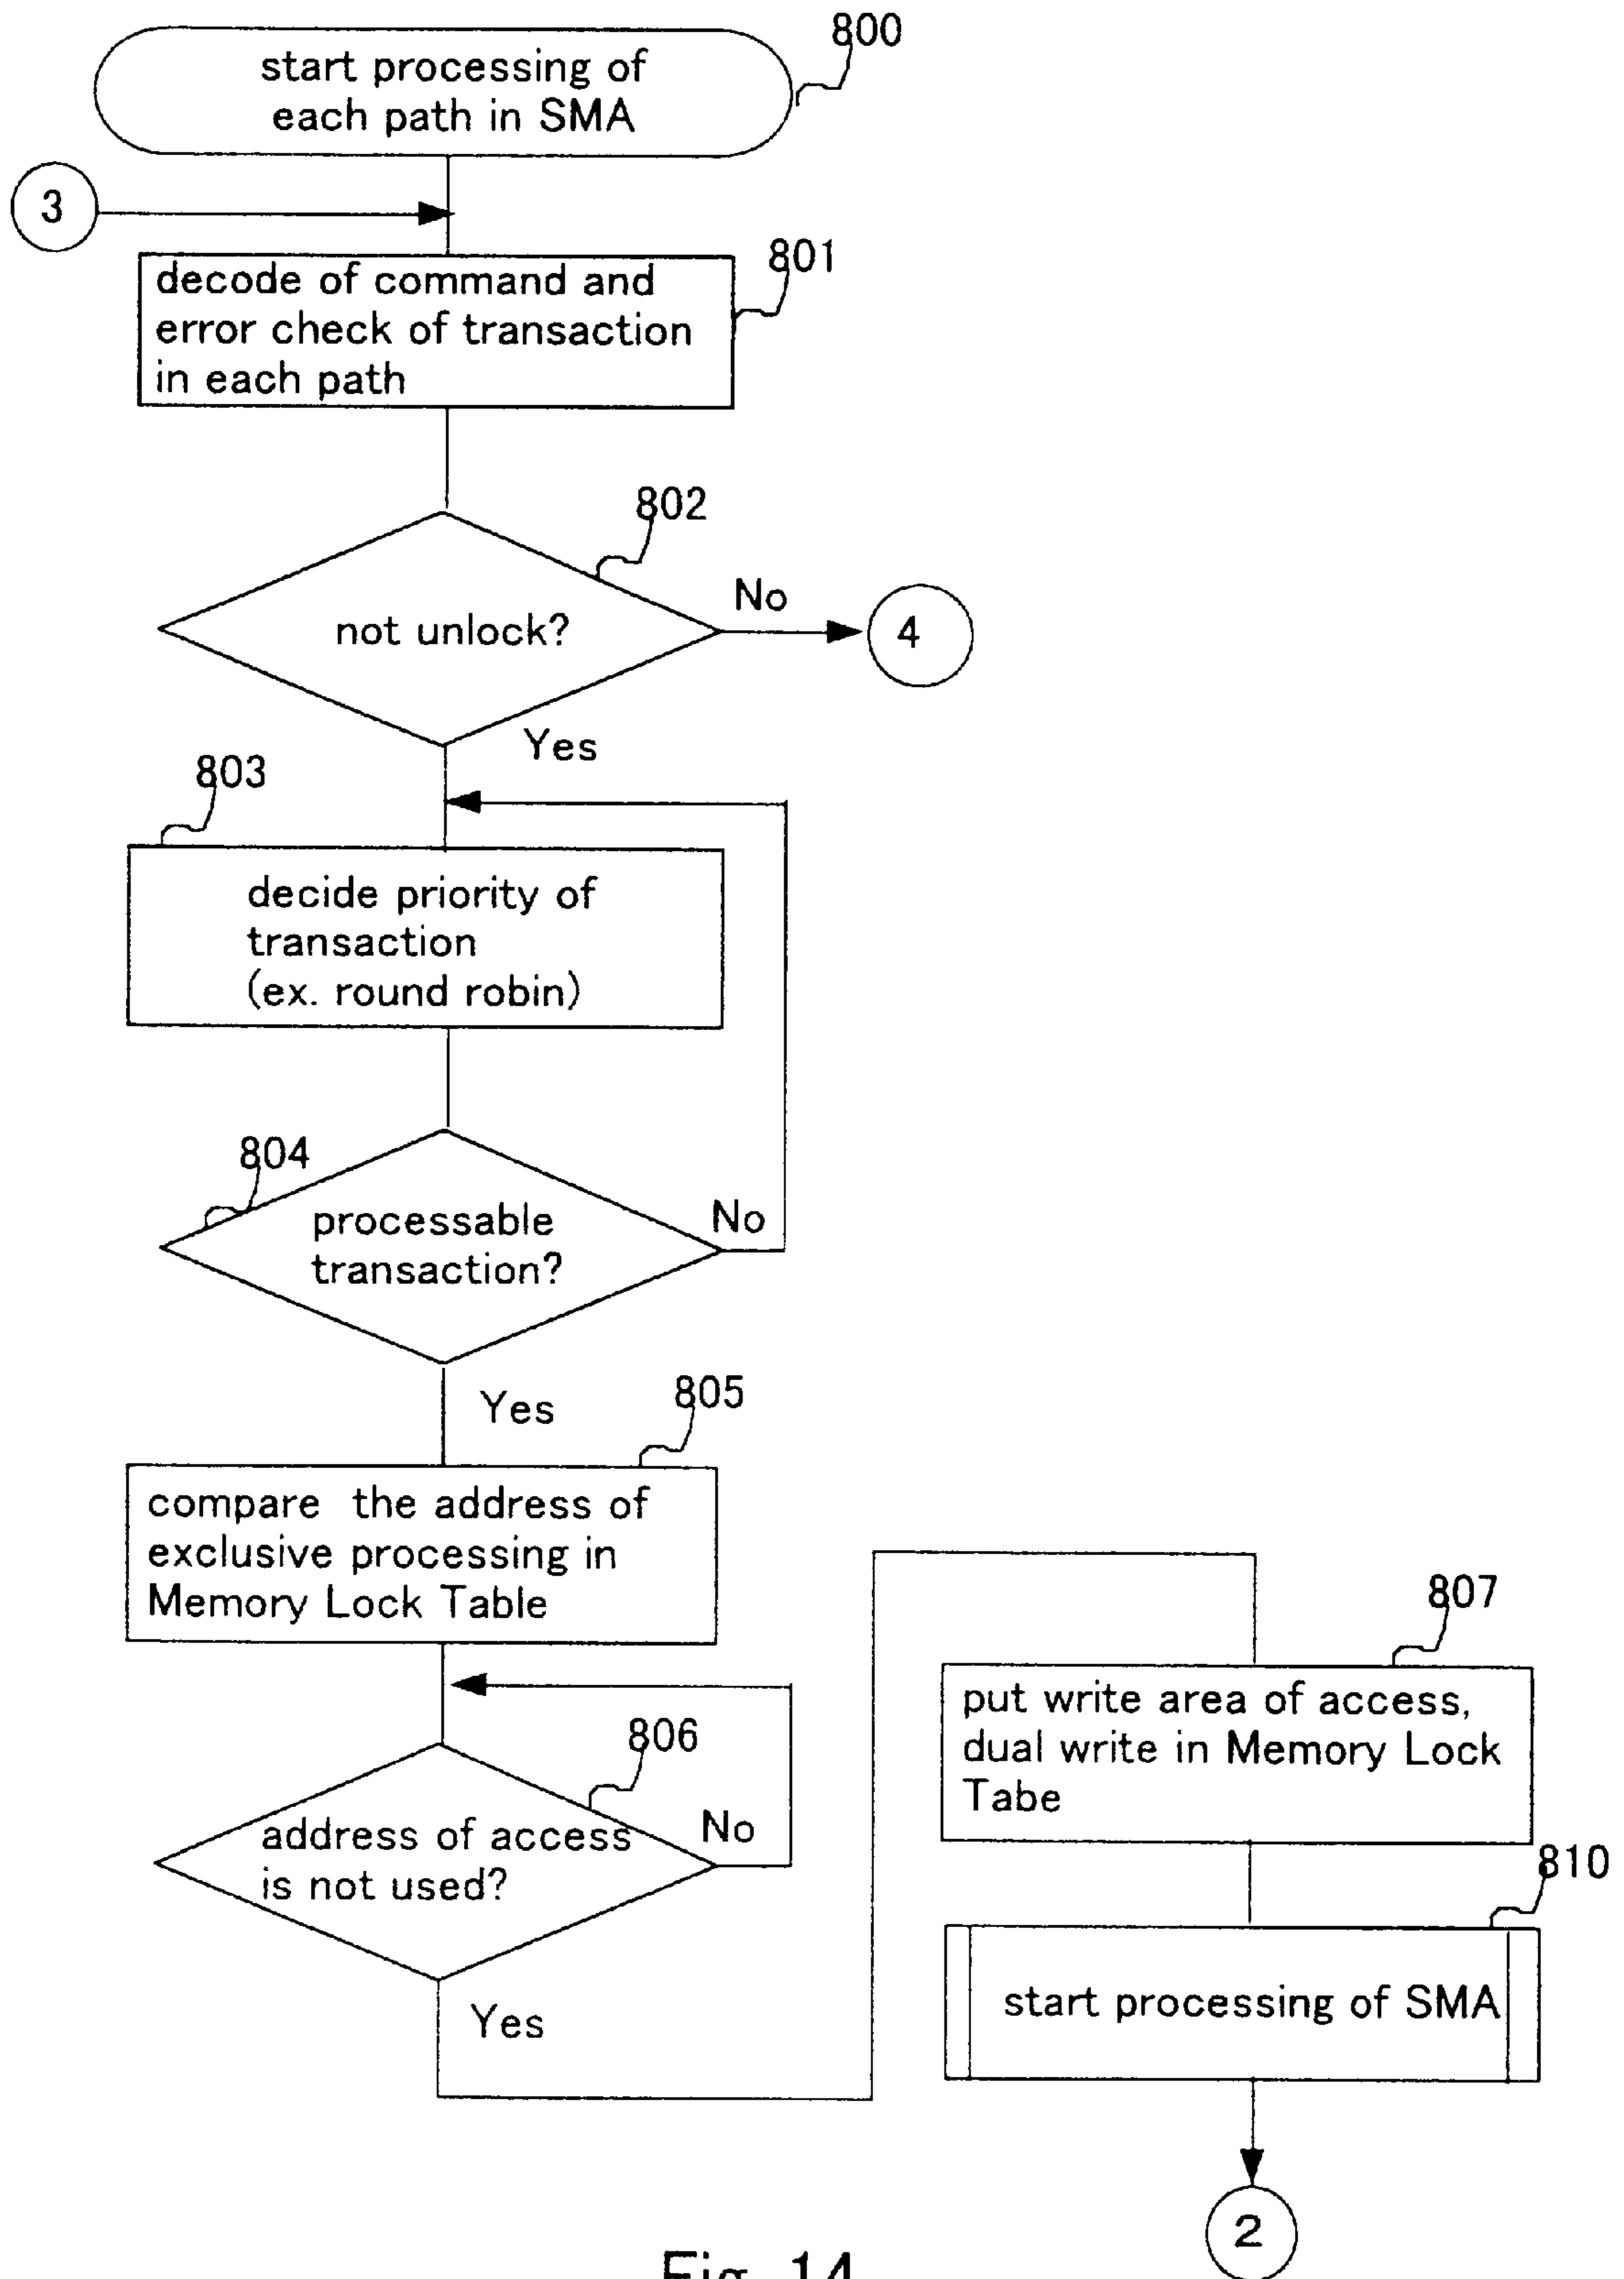 800
start processing of
each path in SMA
3
801
decode of command and
error check of transaction
in each path
802
No
not unlock?
4
Yes
803
decide priority of
transaction
(ex. round robin)
804
No
processable
transaction?
Yes
805
compare the address of
exclusive processing in
Memory Lock Table
806
No
address of access
is not used?
Yes
807
put write area of access,
dual write in Memory Lock
Tabe
810
start processing of SMA
2
Fig. 14